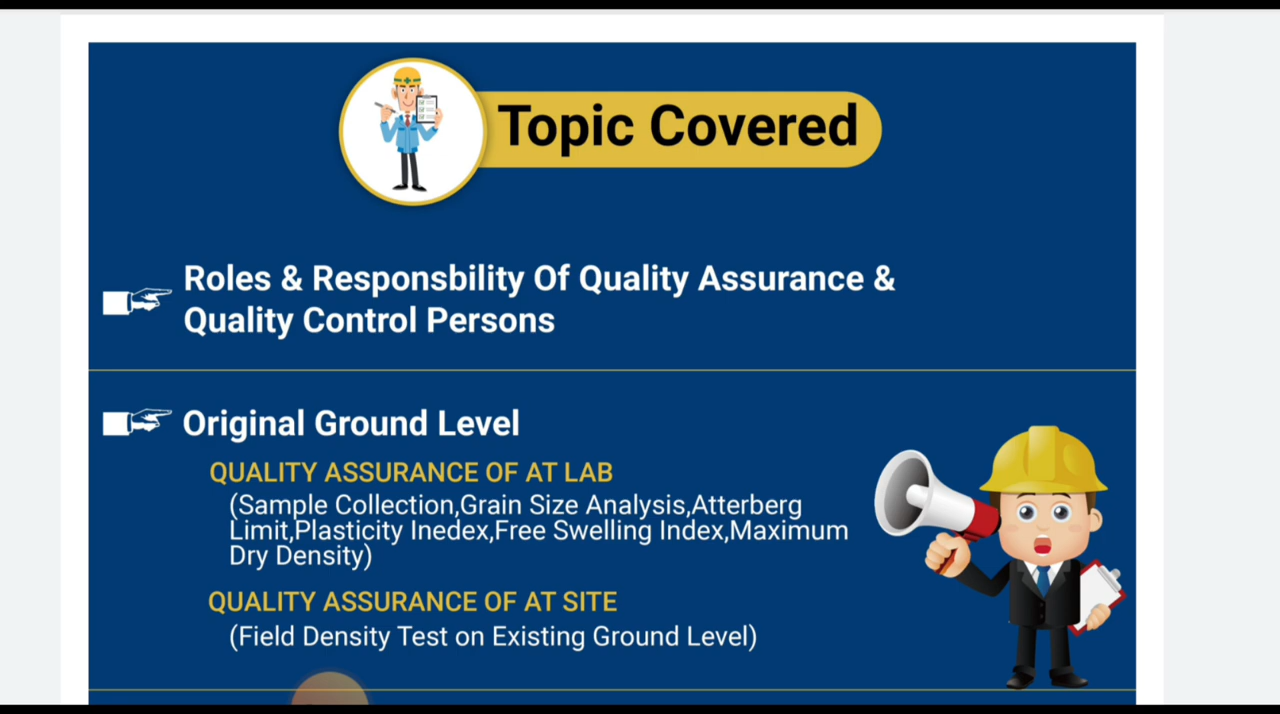 Topic Covered
Roles & Responsbility Of Quality Assurance &
Quality Control Persons
Original Ground Level
QUALITY ASSURANCE OF AT LAB
(Sample Collection,Grain Size Analysis,Atterberg
Limit,Plasticity Inedex,Free Swelling Index,Maximum
Dry Density)
QUALITY ASSURANCE OF AT SITE
(Field Density Test on Existing Ground Level)